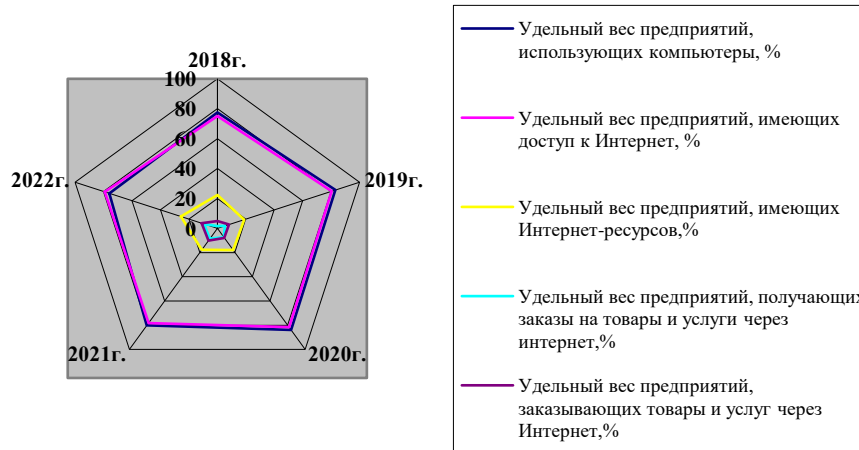 2018г.
100
80
60
40
20
0
2019г.
2020г.
2021г.
2022г.
Удельный вес предприятий,
использующих компьютеры, %
Удельный вес предприятий, имеющих
доступ к Интернет, %
Удельный вес предприятий, имеющих
Интернет-ресурсов,%
Удельный вес предприятий, получающих
заказы на товары и услуги через
интернет,%
Удельный вес предприятий,
заказывающих товары и услуг через
Интернет,%